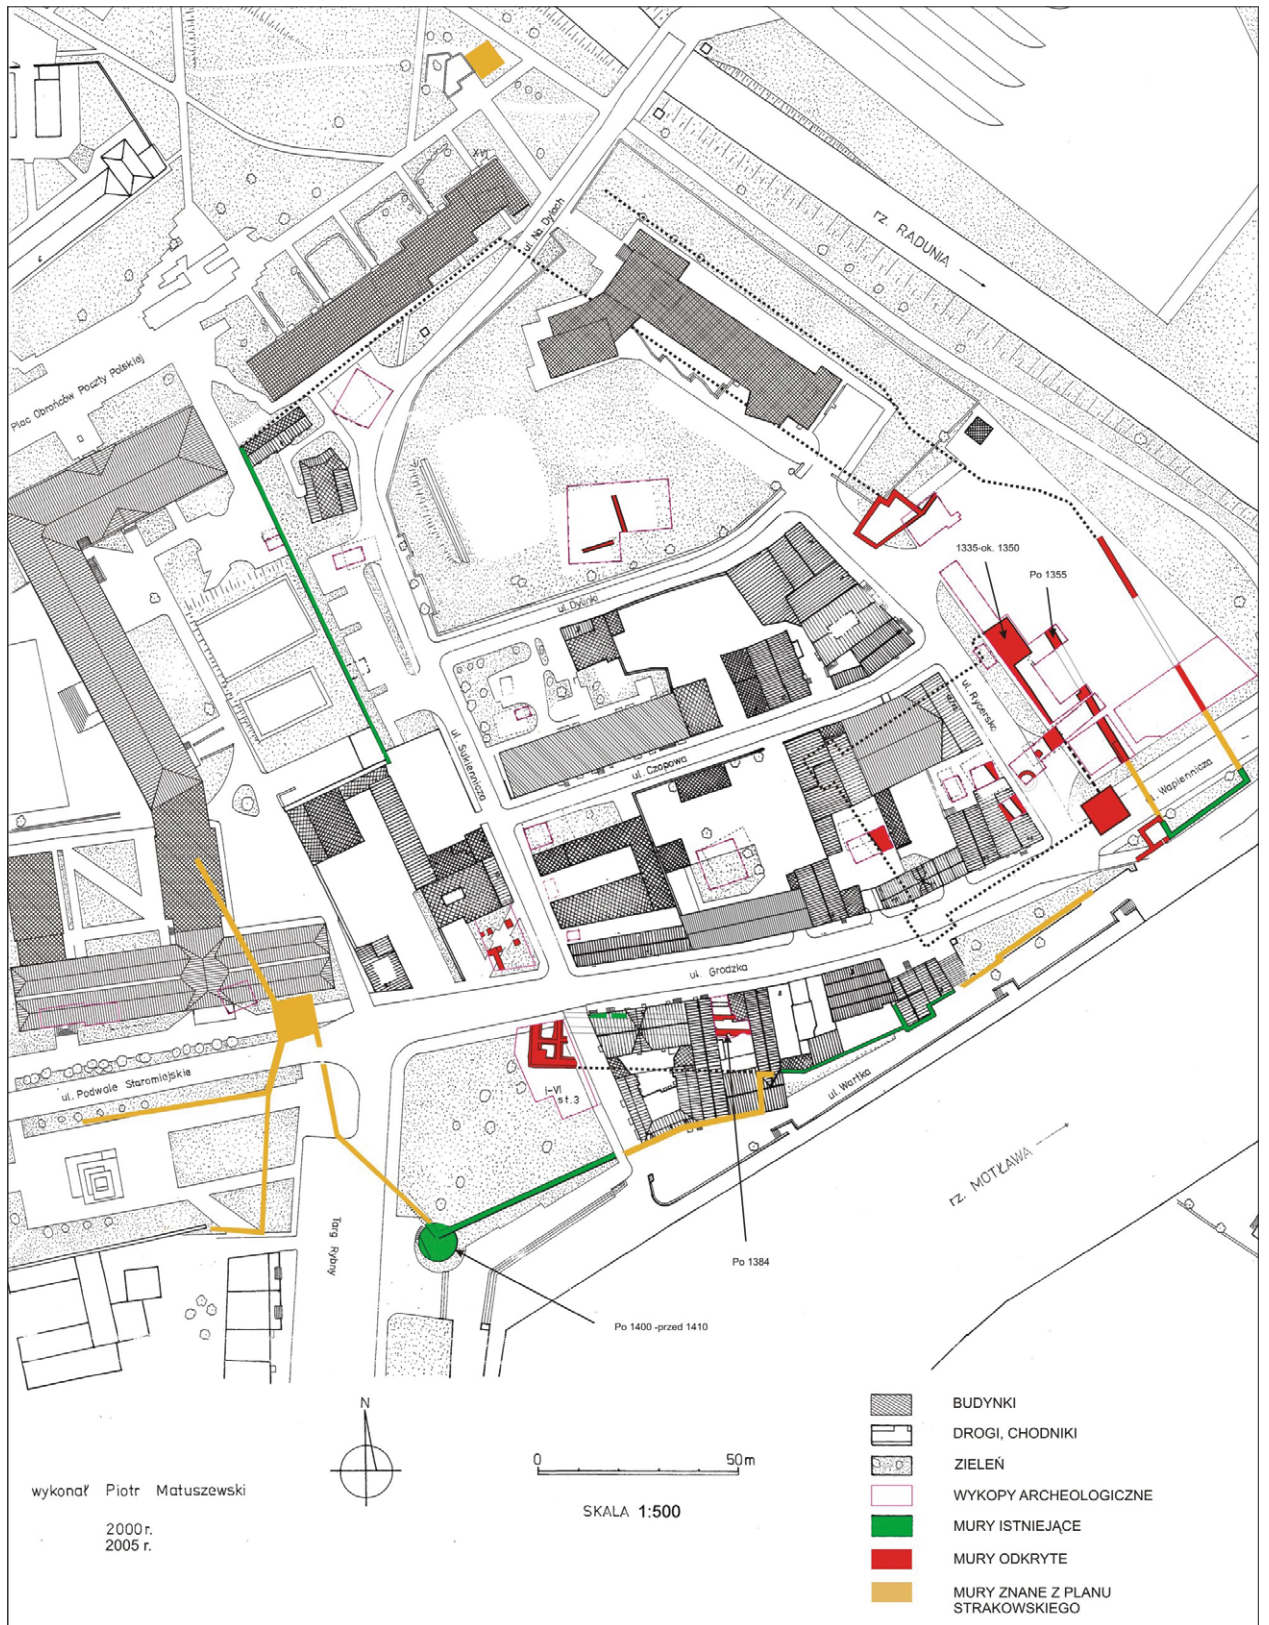 rz. RADUNIA
ul. Na Dylach
Plac Obrońców Poczty Polskiej
1335-ok. 1350
Po 1355
ul. Dylinki
ul. Rycerska
ul. Sukiennicza
ul. Czopowa
ul. Wapiennicza
ul. Grodzka
ul. Podwale Staromiejskie
I-VI
st.3
ul. Wartka
rz. MOTŁAWA
Targ Rybny
Po 1384
Po 1400 -przed 1410
N
0 50m
SKALA 1:500
wykonał Piotr Matuszewski
2000 r.
2005 r.
BUDYNKI
DROGI, CHODNIKI
ZIELEŃ
WYKOPY ARCHEOLOGICZNE
MURY ISTNIEJĄCE
MURY ODKRYTE
MURY ZNANE Z PLANU
STRAKOWSKIEGO